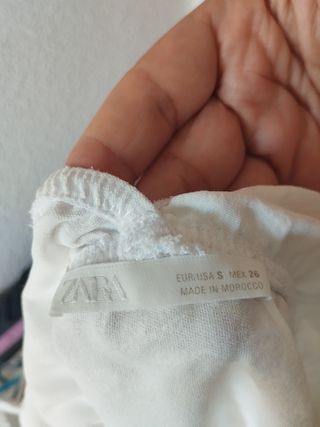 ZARA
EUR/USA S MEX 26
MADE IN MOROCCO